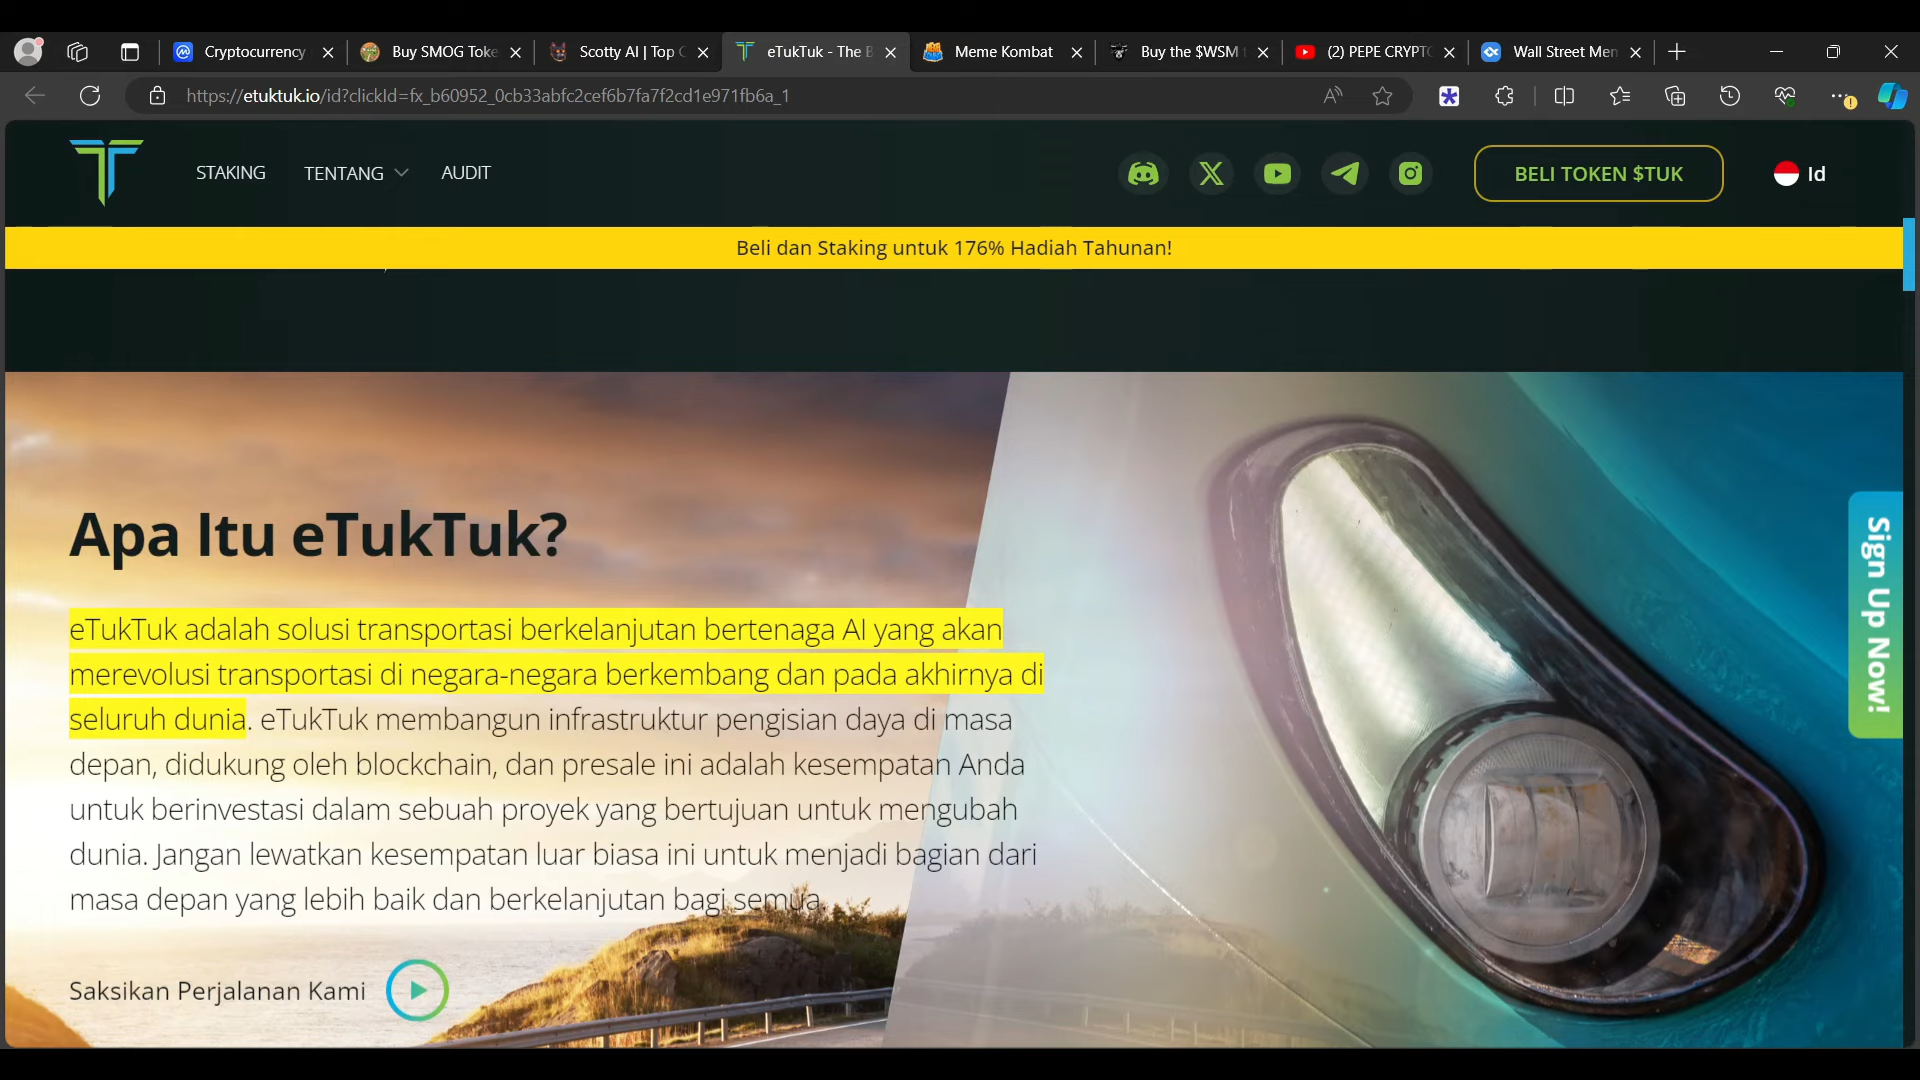 Cryptocurrency
Buy SMOG Toke
Scotty AI | Top C
eTukTuk - The B
Meme Kombat
Buy the $WSM t
(2) PEPE CRYPTO
Wall Street Mem
https://etuktuk.io/id?clickId=fx_b60952_0cb33abfc2cef6b7fa7f2cd1e971fb6a_1
STAKING
TENTANG
AUDIT
BELI TOKEN $TUK
Id
Beli dan Staking untuk 176% Hadiah Tahunan!
Apa Itu eTukTuk?
eTukTuk adalah solusi transportasi berkelanjutan bertenaga AI yang akan
merevolusi transportasi di negara-negara berkembang dan pada akhirnya di
seluruh dunia. eTukTuk membangun infrastruktur pengisian daya di masa
depan, didukung oleh blockchain, dan presale ini adalah kesempatan Anda
untuk berinvestasi dalam sebuah proyek yang bertujuan untuk mengubah
dunia. Jangan lewatkan kesempatan luar biasa ini untuk menjadi bagian dari
masa depan yang lebih baik dan berkelanjutan bagi semua.
Saksikan Perjalanan Kami
Sign Up Now!